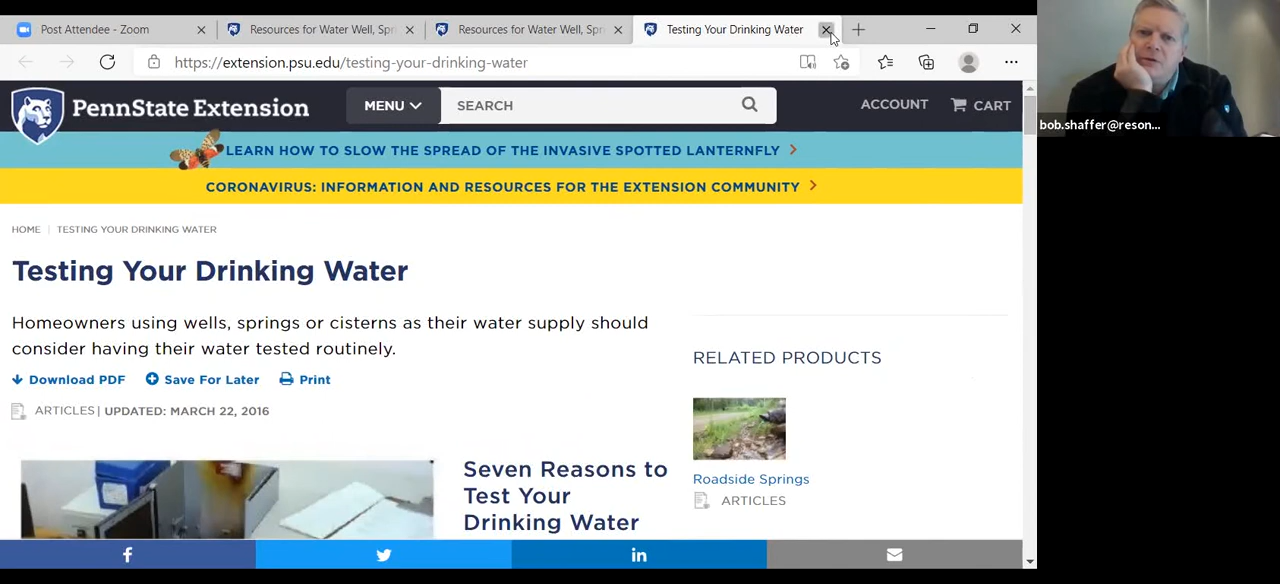 Post Attendee - Zoom
Resources for Water Well, Spri
Resources for Water Well, Spr
Testing Your Drinking Water
https://extension.psu.edu/testing-your-drinking-water
PennState Extension
MENU
SEARCH
ACCOUNT
CART
bob.shaffer@reson...
LEARN HOW TO SLOW THE SPREAD OF THE INVASIVE SPOTTED LANTERNFLY
CORONAVIRUS: INFORMATION AND RESOURCES FOR THE EXTENSION COMMUNITY
HOME | TESTING YOUR DRINKING WATER
Testing Your Drinking Water
Homeowners using wells, springs or cisterns as their water supply should
consider having their water tested routinely.
Download PDF
Save For Later
Print
ARTICLES | UPDATED: MARCH 22, 2016
RELATED PRODUCTS
Roadside Springs
ARTICLES
Seven Reasons to
Test Your
Drinking Water